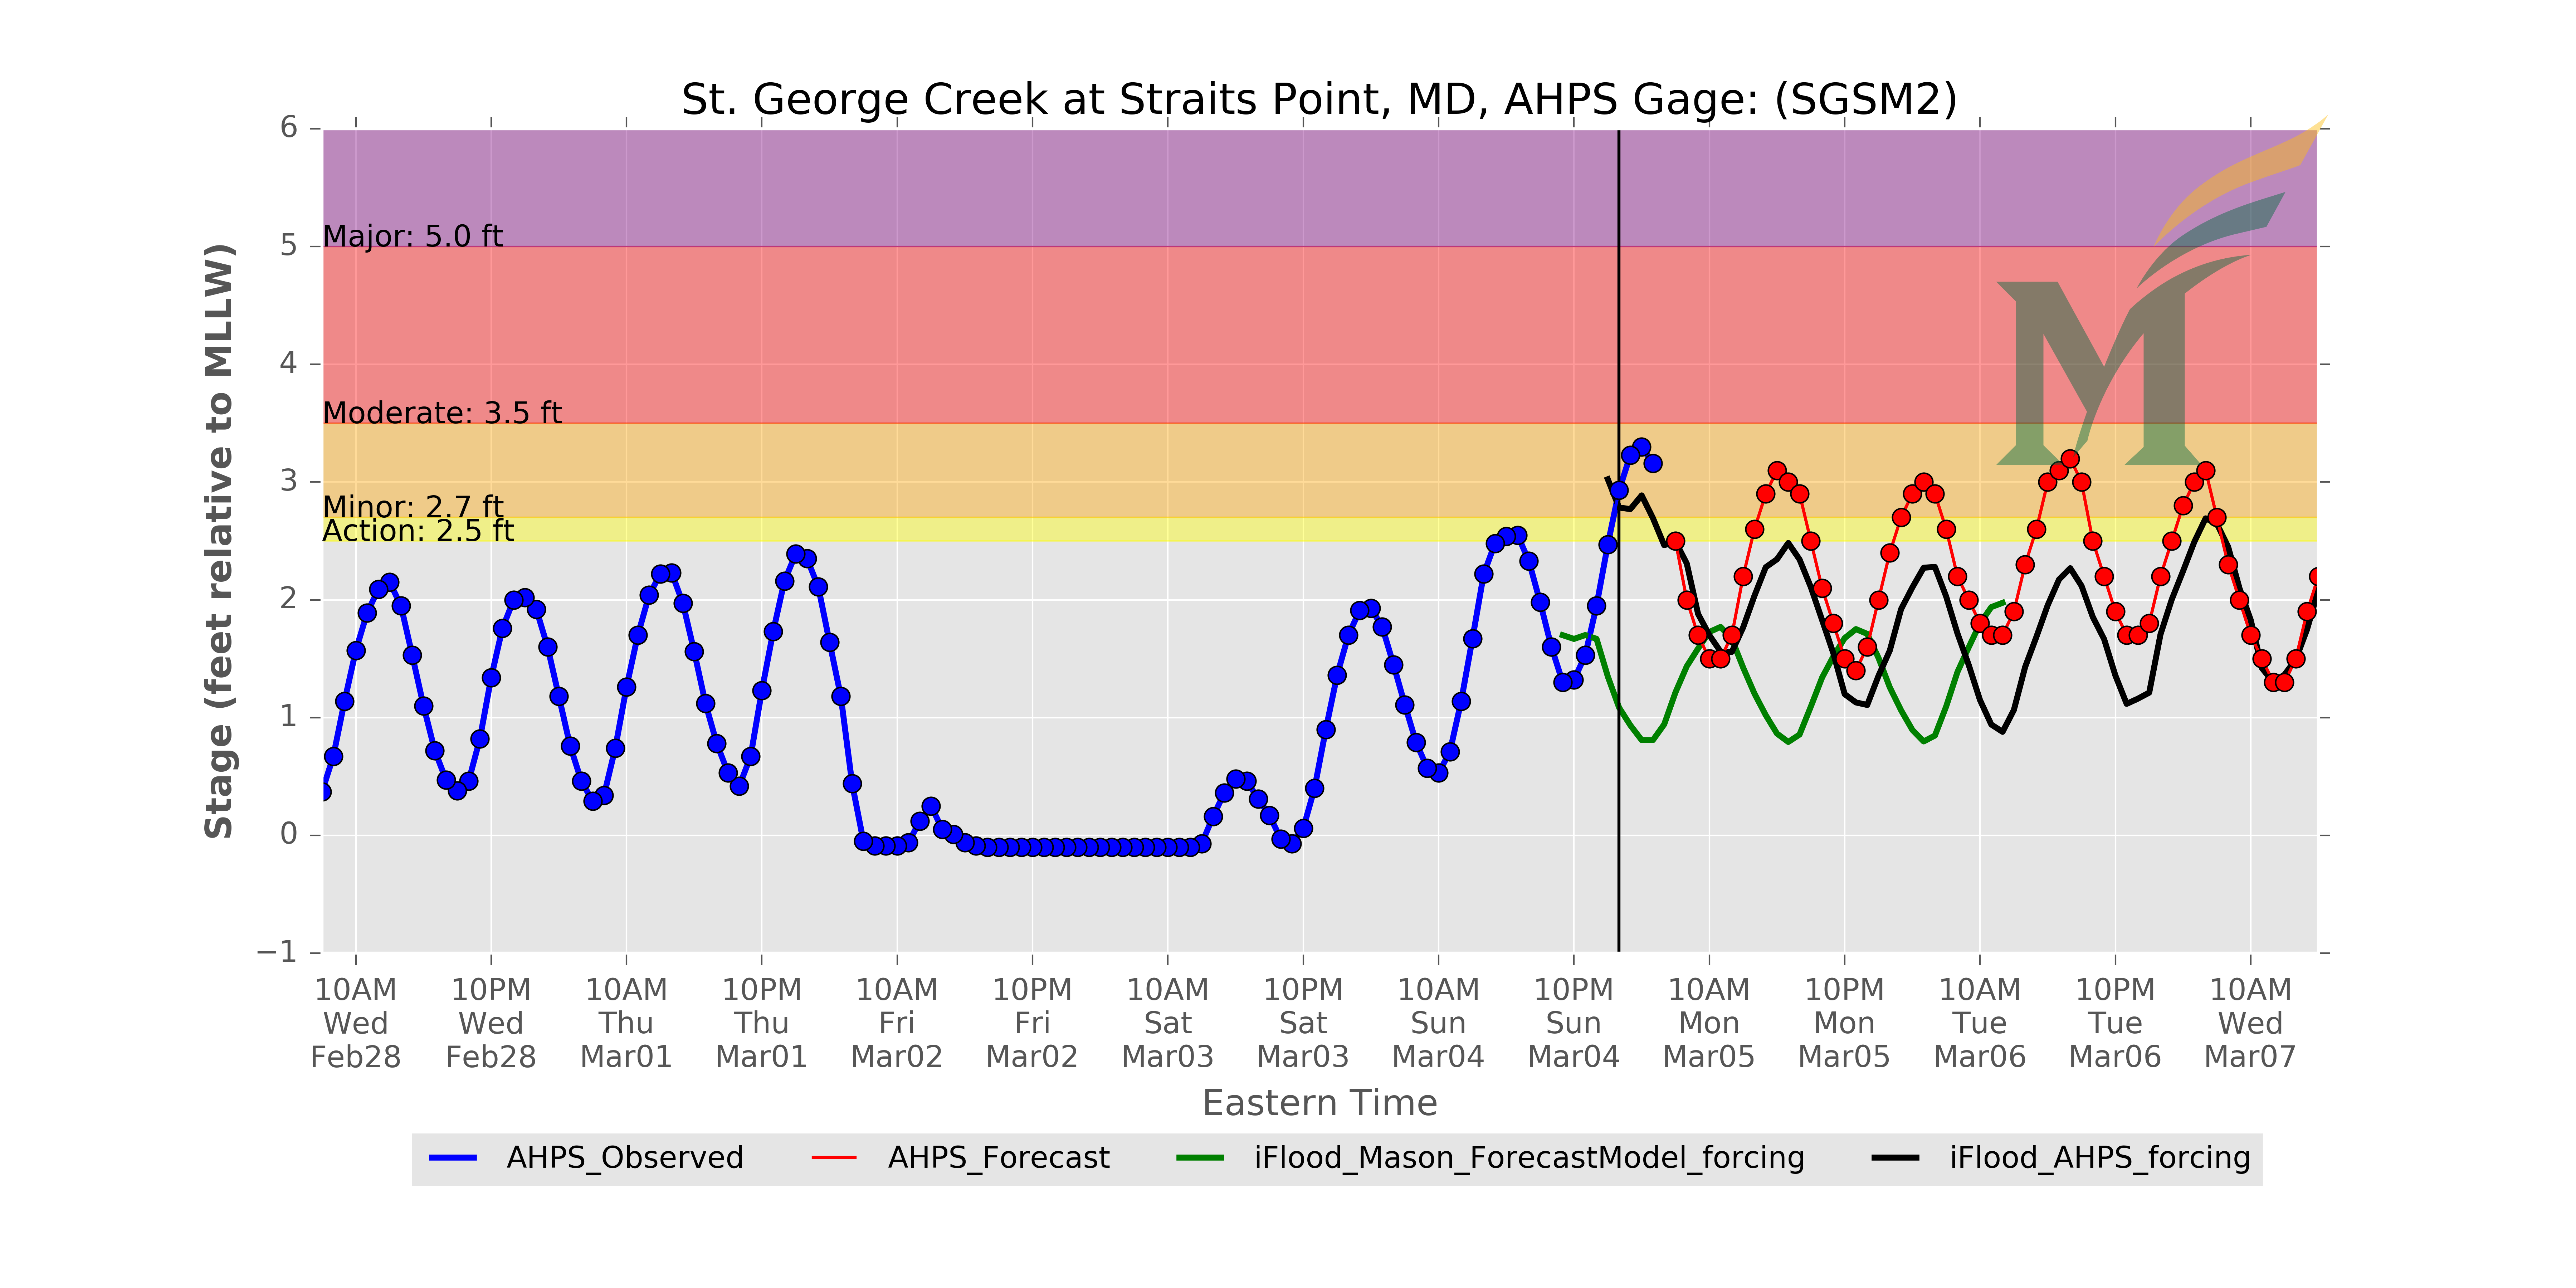 St. George Creek at Straits Point, MD, AHPS Gage: (SGSM2)
6
5
4
3
2
1
0
−1
Stage (feet relative to MLLW)
Major: 5.0 ft
Moderate: 3.5 ft
Minor: 2.7 ft
Action: 2.5 ft
M
10AM 10PM 10AM 10PM 10AM 10PM 10AM 10PM 10AM 10PM 10AM 10PM 10AM 10PM 10AM
Wed Wed Thu Thu Fri Fri Sat Sat Sun Sun Mon Mon Tue Tue Wed
Feb28 Feb28 Mar01 Mar01 Mar02 Mar02 Mar03 Mar03 Mar04 Mar04 Mar05 Mar05 Mar06 Mar06 Mar07
Eastern Time
AHPS_Observed AHPS_Forecast iFlood_Mason_ForecastModel_forcing iFlood_AHPS_forcing